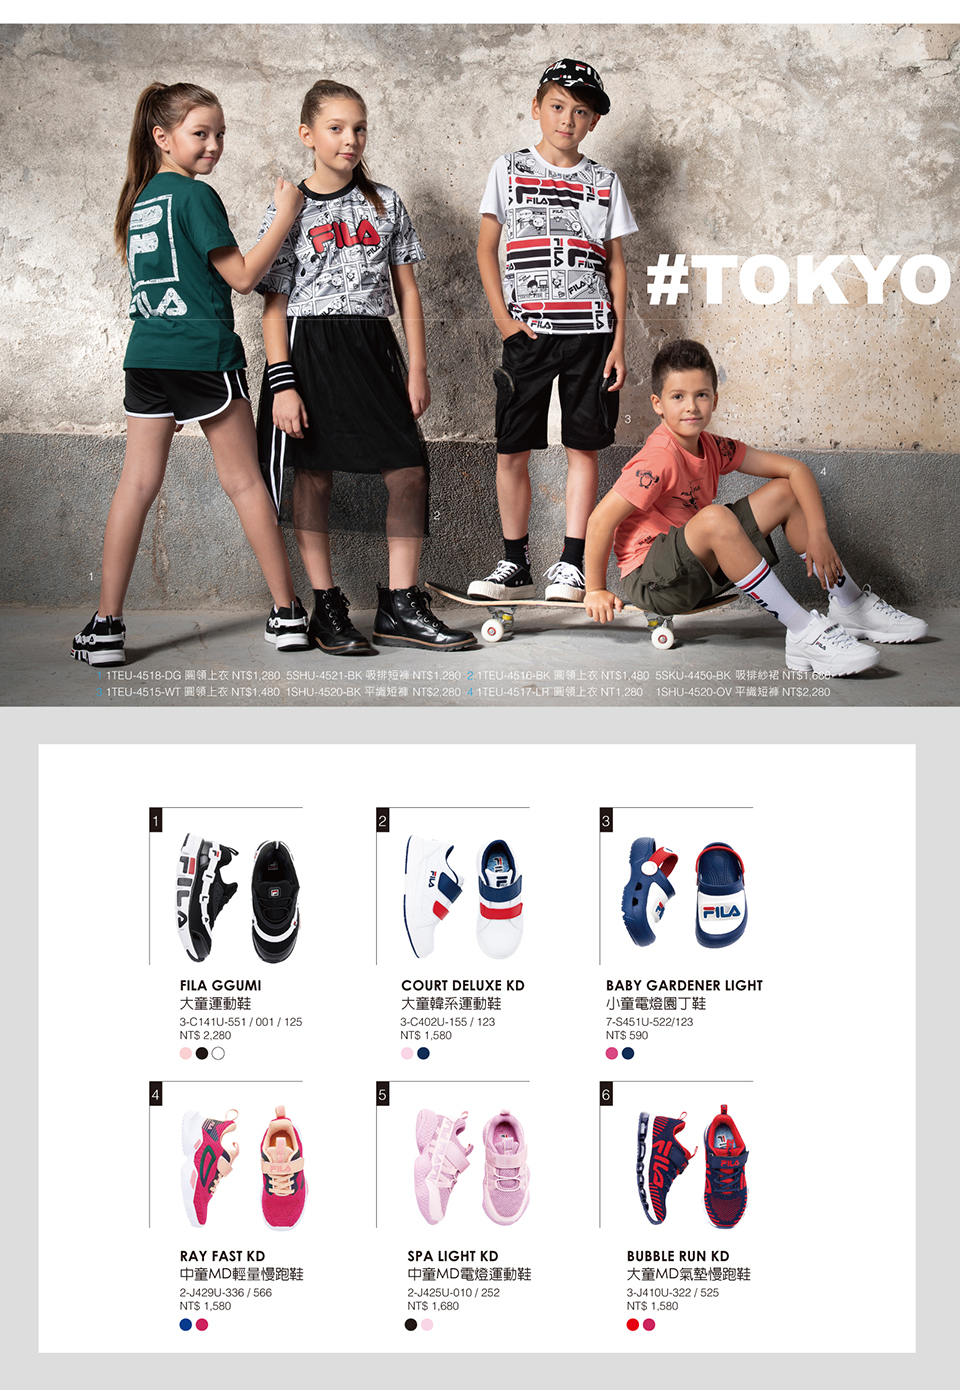 FILA
FILA
FILA
#TOKYO
1
2
3
4
1 1TEU-4518-DG 圓領上衣 NT$1,280 5SHU-4521-BK 吸排短褲 NT$1,280 2 1TEU-4516-BK 圓領上衣 NT$1,480 5SKU-4450-BK 吸排紗裙 NT$1,680
3 1TEU-4515-WT 圓領上衣 NT$1,480 1SHU-4520-BK 平織短褲 NT$2,280 4 1TEU-4517-LR 圓領上衣 NT1,280 1SHU-4520-OV 平織短褲 NT$2,280
1
FILA GGUMI
大童運動鞋
3-C141U-551 / 001 / 125
NT$ 2,280
2
COURT DELUXE KD
大童韓系運動鞋
3-C402U-155 / 123
NT$ 1,580
3
FILA
BABY GARDENER LIGHT
小童電燈園丁鞋
7-S451U-522/123
NT$ 590
4
FILA
RAY FAST KD
中童MD輕量慢跑鞋
2-J429U-336 / 566
NT$ 1,580
5
SPA LIGHT KD
中童MD電燈運動鞋
2-J425U-010 / 252
NT$ 1,680
6
FILA
BUBBLE RUN KD
大童MD氣墊慢跑鞋
3-J410U-322 / 525
NT$ 1,580